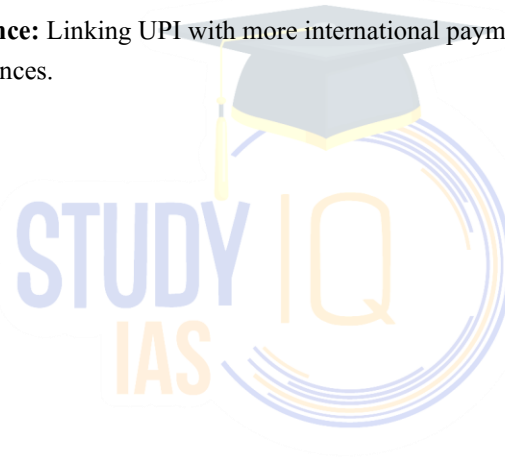 nce: Linking UPI with more international paym
nces.
STUDY IQ
IAS